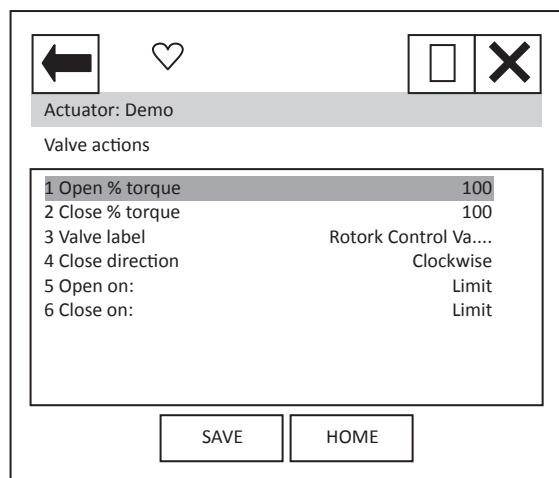 Actuator: Demo
Valve actions
1 Open % torque 100
2 Close % torque 100
3 Valve label Rotork Control Va....
4 Close direction Clockwise
5 Open on: Limit
6 Close on: Limit
SAVE HOME